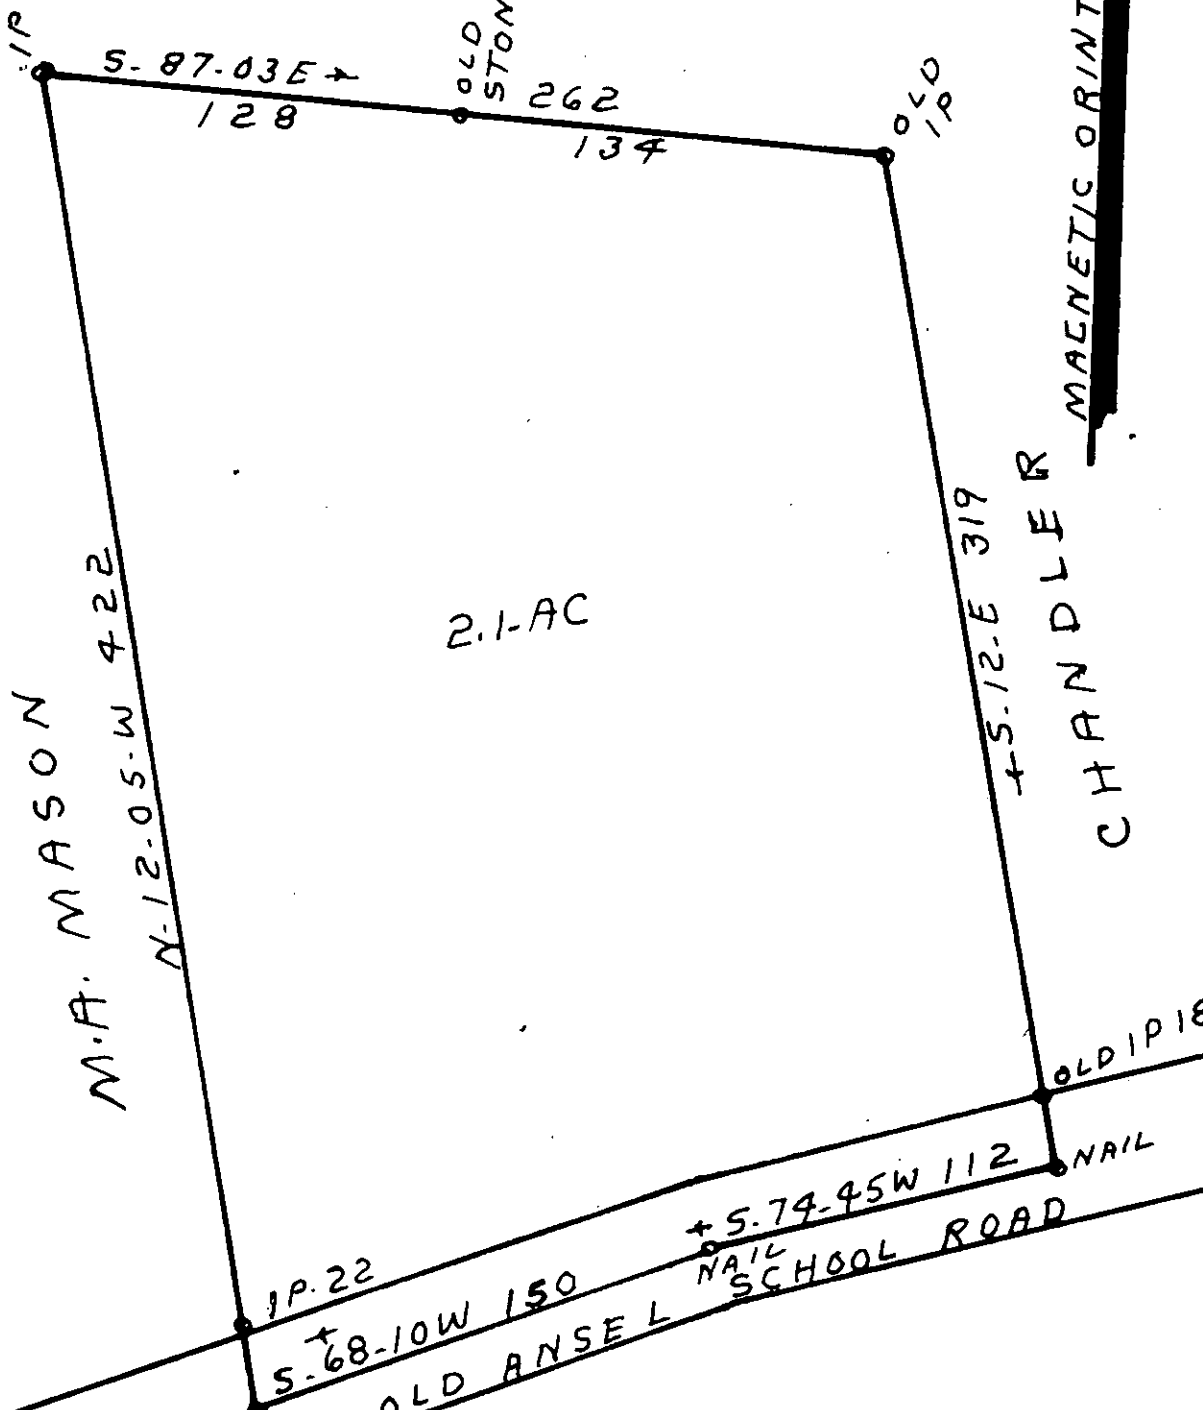 IP
S-87-03E
128
OLD
STON
262
134
OLD
IP
MAGNETIC ORINT
N-12-05-W 422
M.A. MASON
2.1-AC
S.12.E 319
CHANDLER
OLD IP 18
NAIL
S-74-45W 112
NAIL
IP.22
S-68-10W 150
OLD ANSEL SCHOOL ROAD